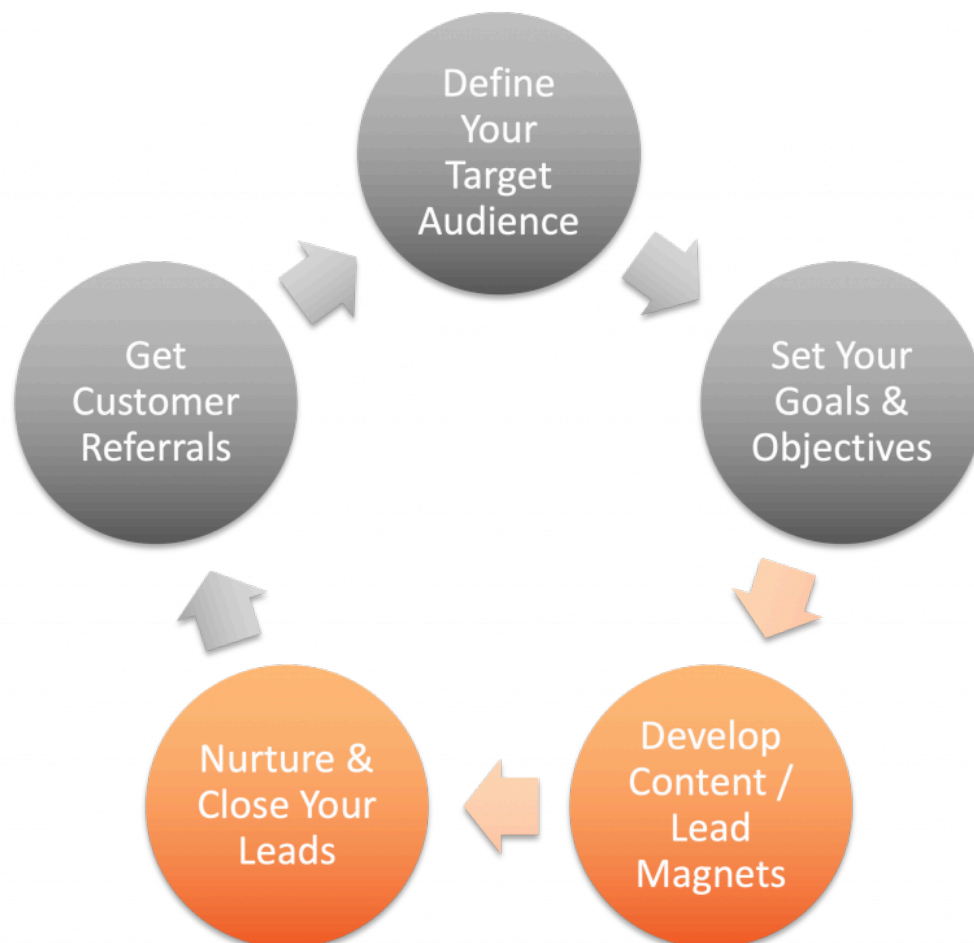 Define
Your
Target
Audience
Set Your
Goals &
Objectives
Develop
Content /
Lead
Magnets
Nurture &
Close Your
Leads
Get
Customer
Referrals